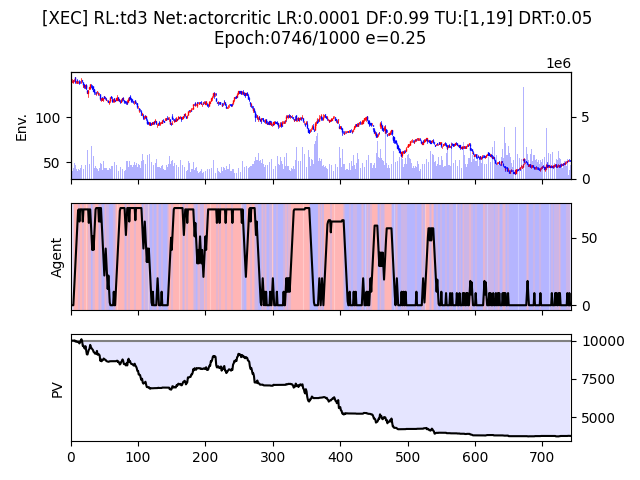 [XEC] RL:td3 Net:actorcritic LR:0.0001 DF:0.99 TU:[1,19] DRT:0.05
Epoch:0746/1000 e=0.25
1e6
Env.
100
50
5
0
Agent
50
0
PV
10000
7500
5000
0 100 200 300 400 500 600 700